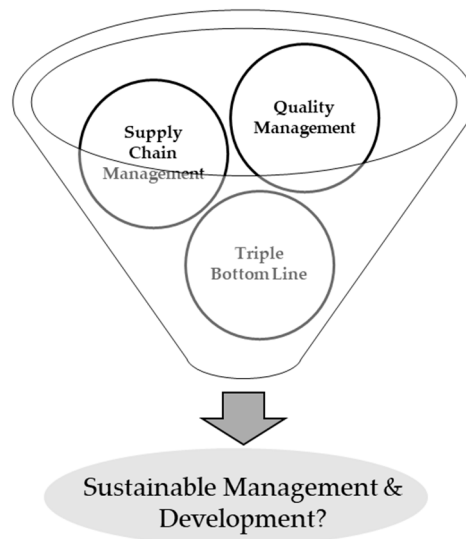 Quality
Management
Supply
Chain
Management
Triple
Bottom Line
Sustainable Management &
Development?